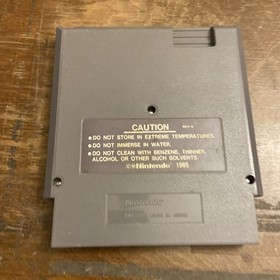 CAUTION
●DO NOT STORE IN EXTREME TEMPERATURES.
●DO NOT IMMERSE IN WATER.
●DO NOT CLEAN WITH BENZENE, THINNER,
ALCOHOL OR OTHER SUCH SOLVENTS.
©®Nintendo 1985
Nintendo